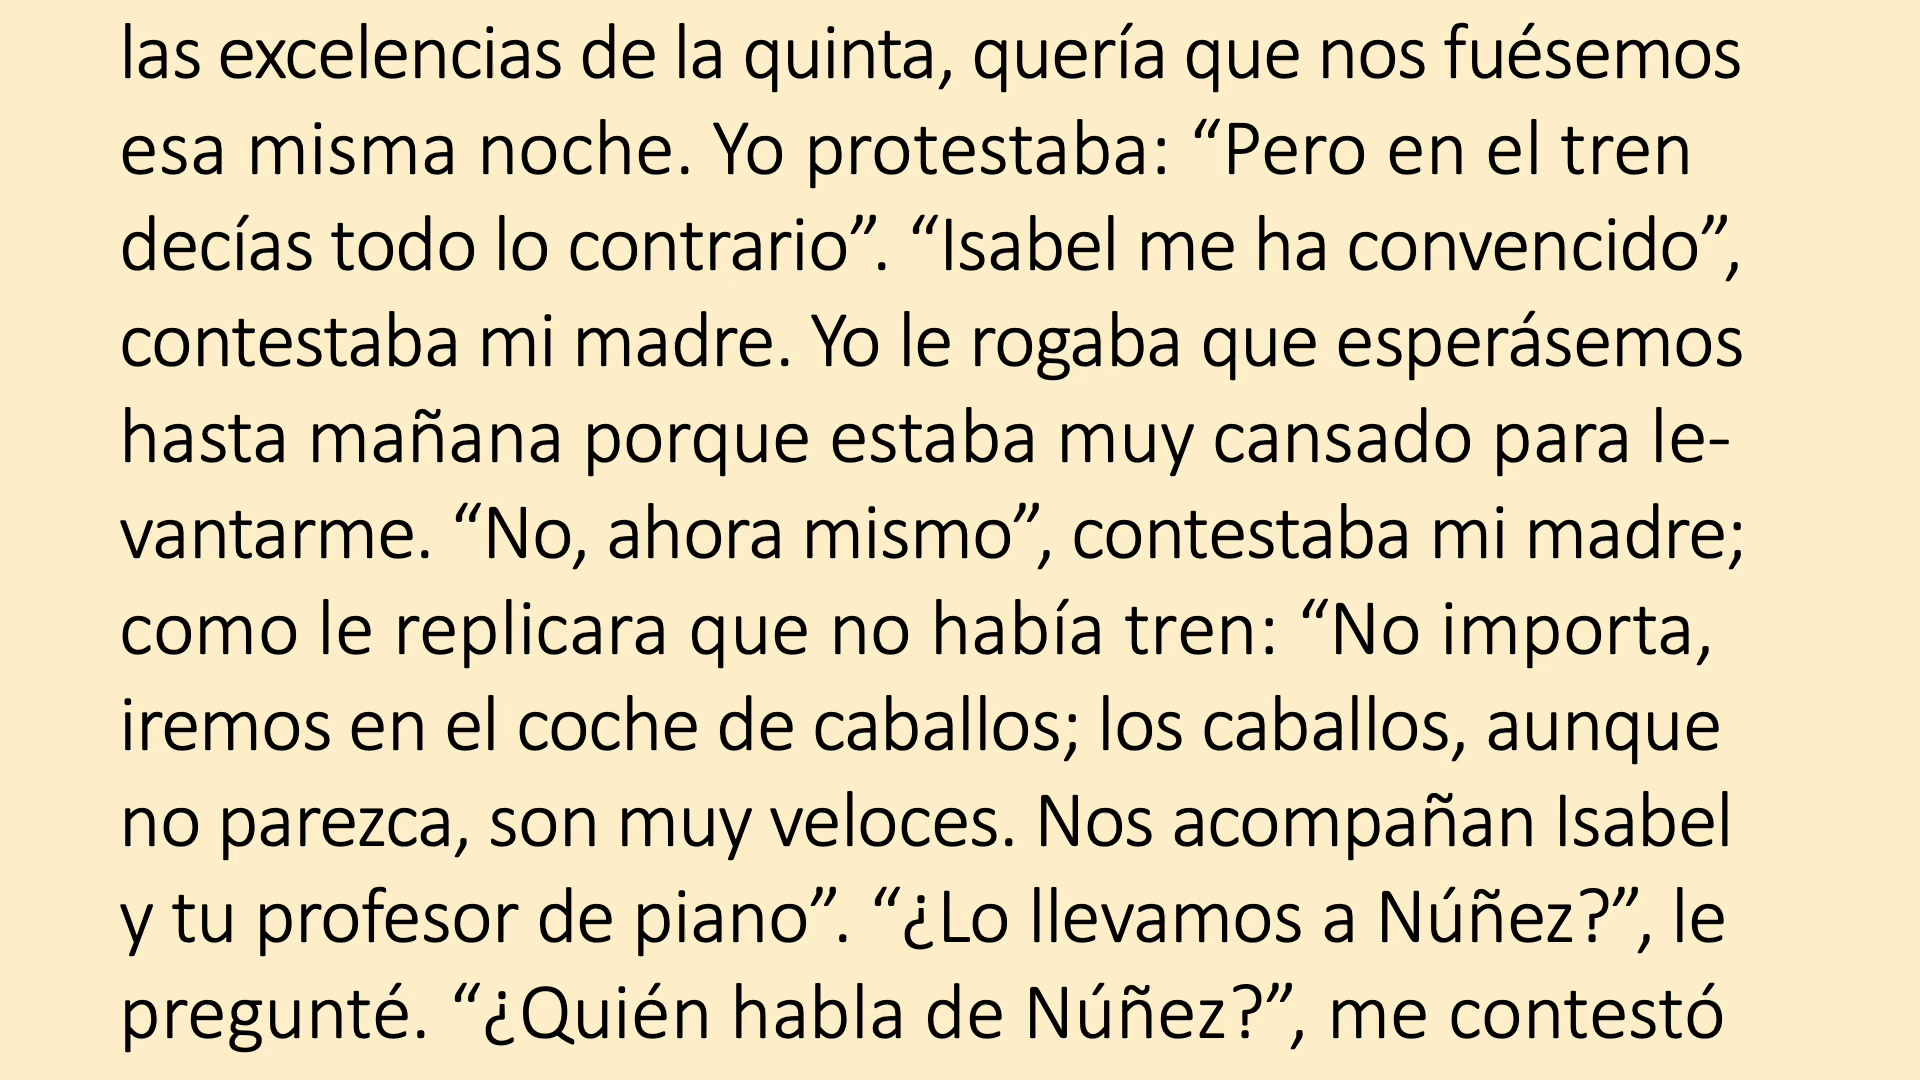 las excelencias de la quinta, quería que nos fuésemos
esa misma noche. Yo protestaba: “Pero en el tren
decías todo lo contrario”. “Isabel me ha convencido”,
contestaba mi madre. Yo le rogaba que esperásemos
hasta mañana porque estaba muy cansado para le-
vantarme. “No, ahora mismo”, contestaba mi madre;
como le replicara que no había tren: “No importa,
iremos en el coche de caballos; los caballos, aunque
no parezca, son muy veloces. Nos acompañan Isabel
y tu profesor de piano”. “¿Lo llevamos a Núñez?”, le
pregunté. “¿Quién habla de Núñez?”, me contestó